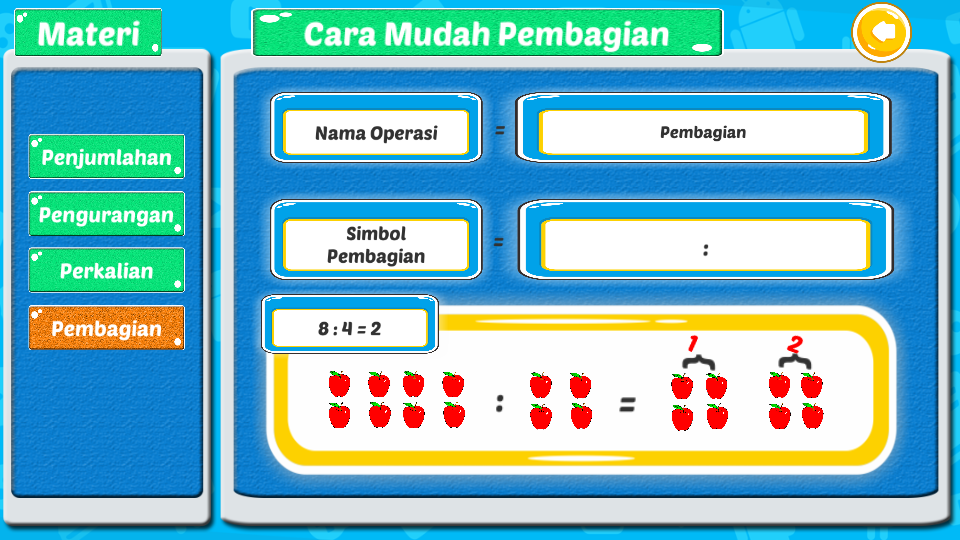 Materi
Cara Mudah Pembagian
Penjumlahan
Pengurangan
Perkalian
Pembagian
Nama Operasi
=
Pembagian
Simbol
Pembagian
=
:
8 : 4 = 2
1
2
:
=